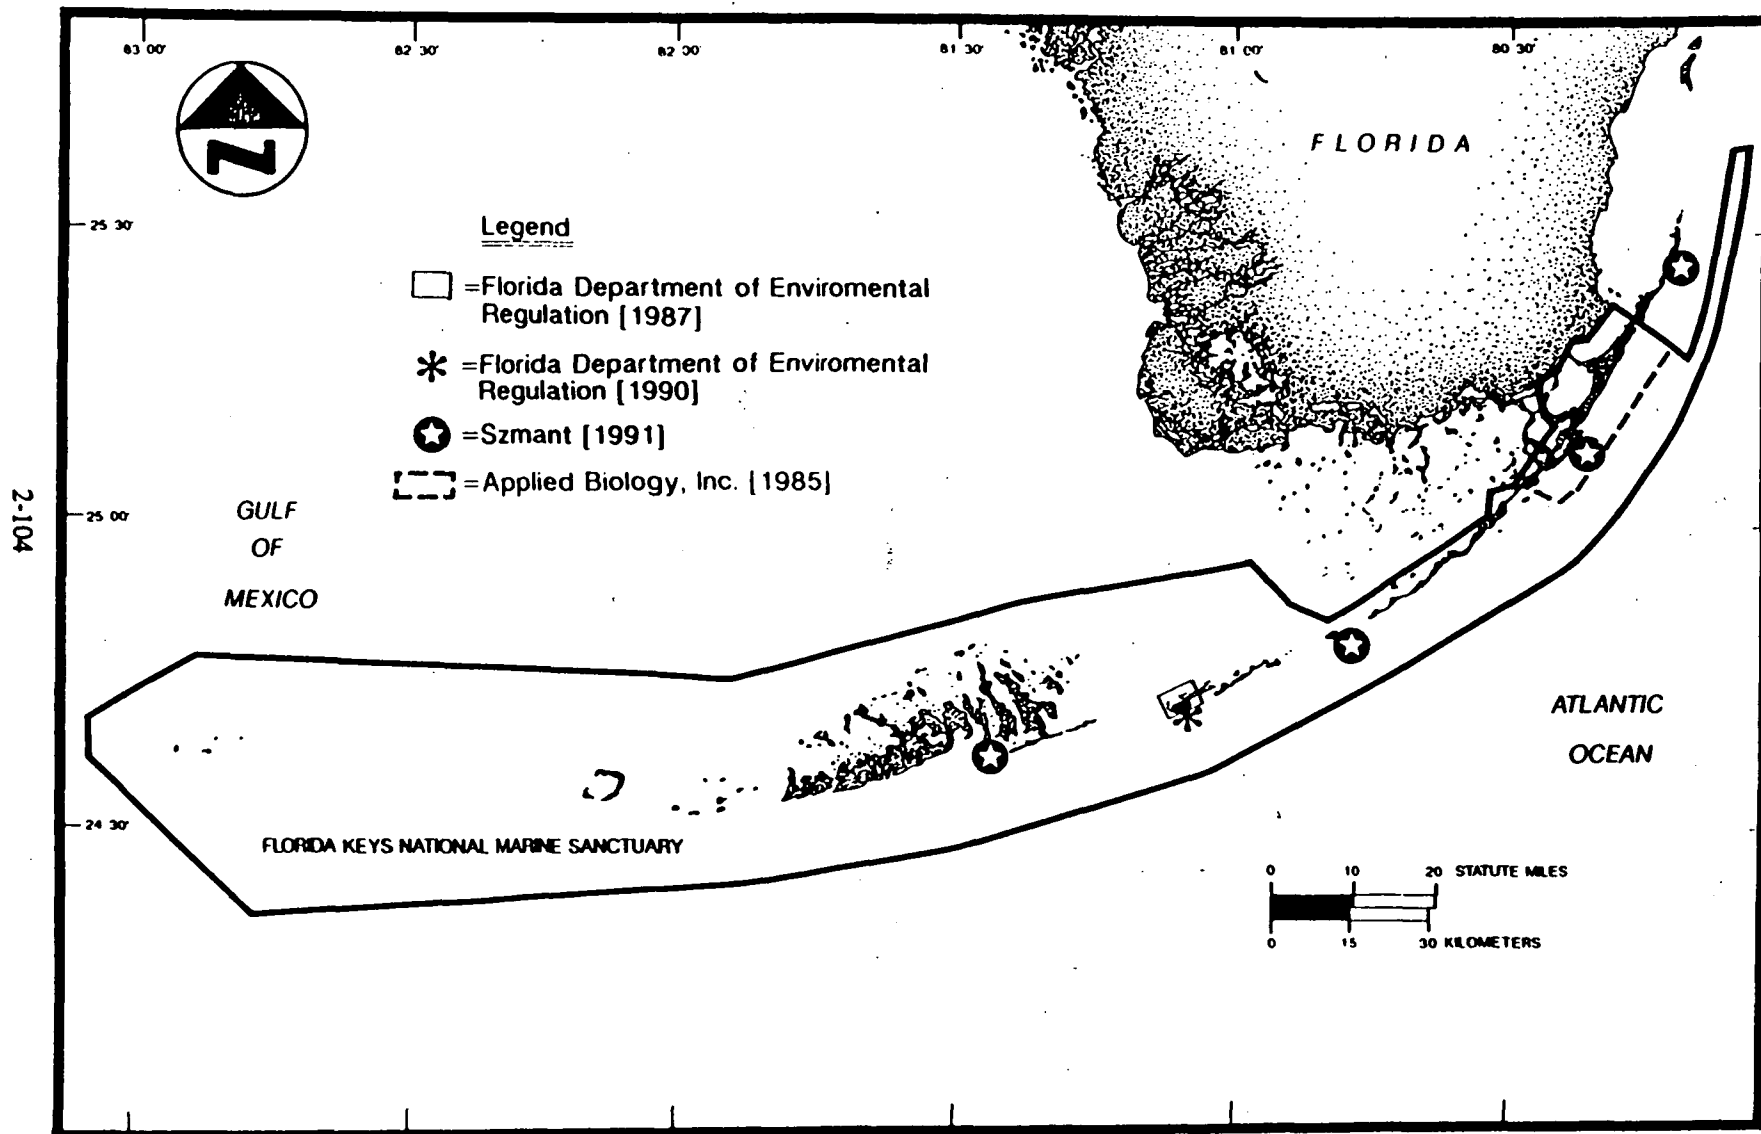 83 00'
82 30'
82 30'
81 30'
81 00'
80 30'
N
FLORIDA
25 30'
Legend
=Florida Department of Enviromental
Regulation [1987]
=Florida Department of Enviromental
Regulation [1990]
=Szmant [1991]
=Applied Biology, Inc. [1985]
25 00'
GULF
OF
MEXICO
2-104
ATLANTIC
OCEAN
24 30'
FLORIDA KEYS NATIONAL MARINE SANCTUARY
0 10 20 STATUTE MILES
0 15 30 KILOMETERS